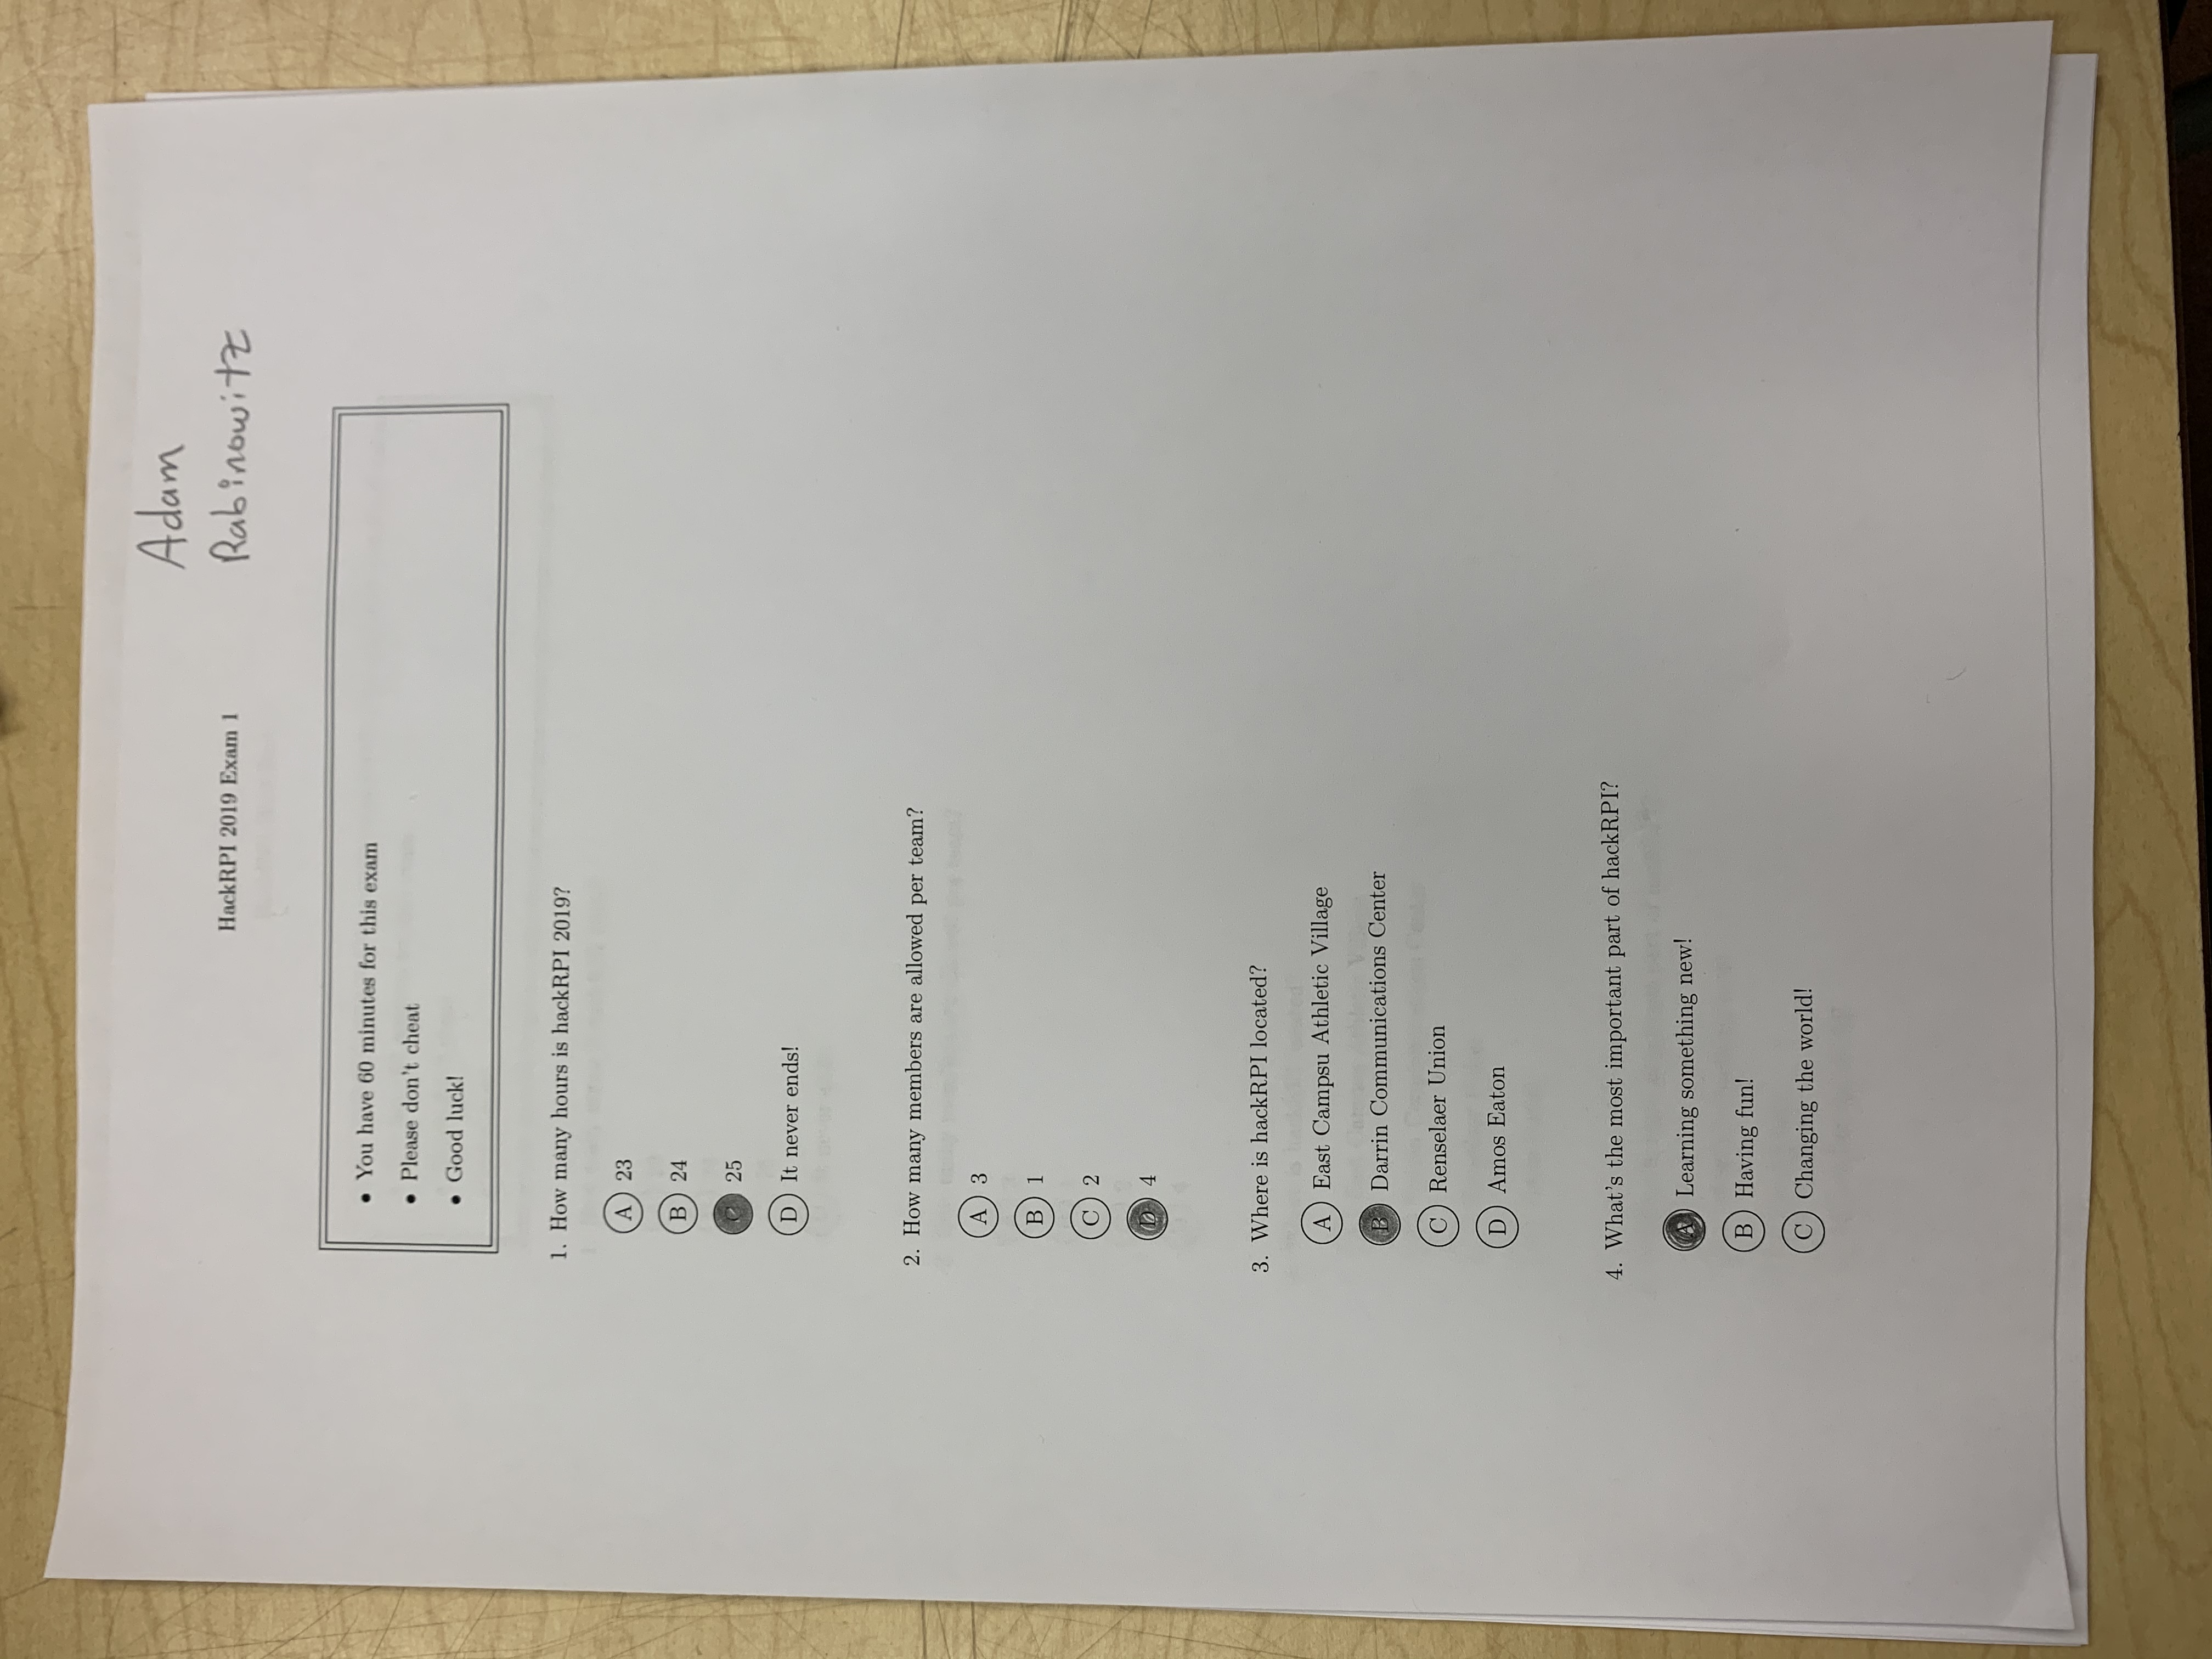 Adam
Rabinowitz
HackRPI 2019 Exam 1
• You have 60 minutes for this exam
• Please don't cheat
• Good luck!
1. How many hours is hackRPI 2019?
A 23
B 24
C 25
D It never ends!
2. How many members are allowed per team?
A 3
B 1
C 2
D 4
3. Where is hackRPI located?
A East Campsu Athletic Village
B Darrin Communications Center
C Renselaer Union
D Amos Eaton
4. What's the most important part of hackRPI?
A Learning something new!
B Having fun!
C Changing the world!